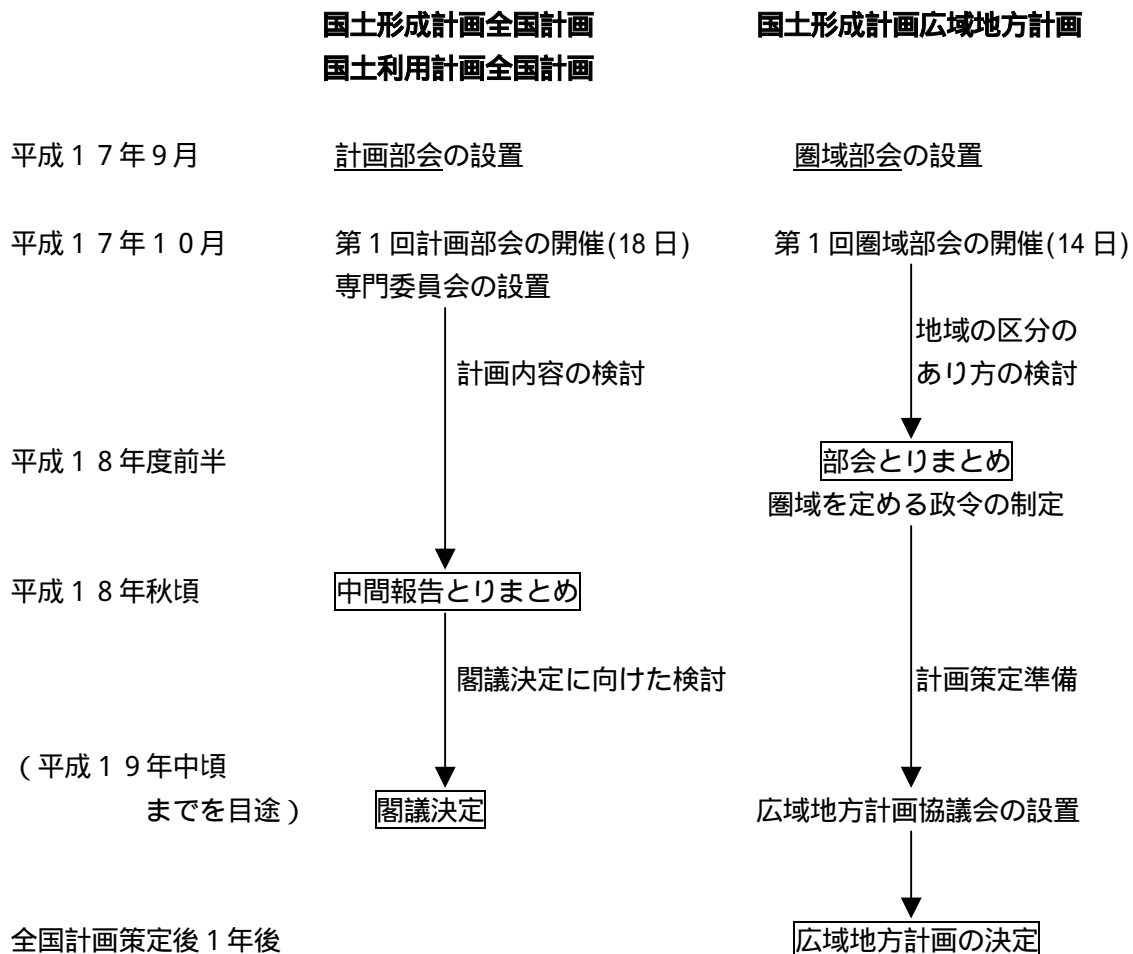 国土形成計画全国計画 国土形成計画広域地方計画
国土利用計画全国計画
平成１７年９月 計画部会の設置 圏域部会の設置
平成１７年１０月 第１回計画部会の開催(18日) 第１回圏域部会の開催(14日)
専門委員会の設置
地域の区分の
計画内容の検討 あり方の検討
平成１８年度前半 部会とりまとめ
圏域を定める政令の制定
平成１８年秋頃 中間報告とりまとめ
閣議決定に向けた検討 計画策定準備
（平成１９年中頃
までを目途） 閣議決定 広域地方計画協議会の設置
全国計画策定後１年後 広域地方計画の決定